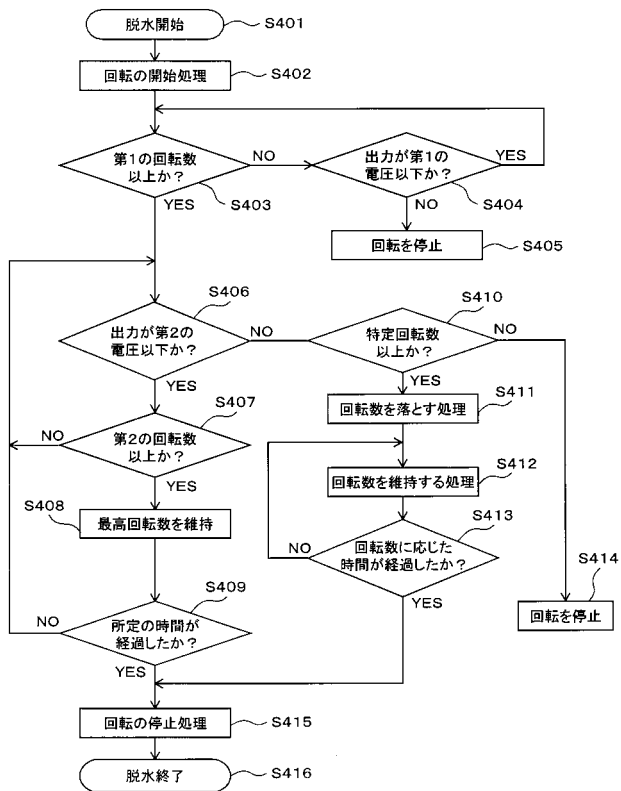 脱水開始
S401
回転の開始処理
S402
第1の回転数
以上か？
NO
YES
S403
出力が第1の
電圧以下か？
YES
NO
S404
回転を停止
S405
S406
出力が第2の
電圧以下か？
NO
YES
S410
特定回転数
以上か？
NO
YES
S407
第2の回転数
以上か？
NO
YES
S411
回転数を落とす処理
S412
回転数を維持する処理
S408
最高回転数を維持
S413
回転数に応じた
時間が経過したか？
NO
YES
S414
回転を停止
S409
所定の時間が
経過したか？
NO
YES
回転の停止処理
S415
脱水終了
S416